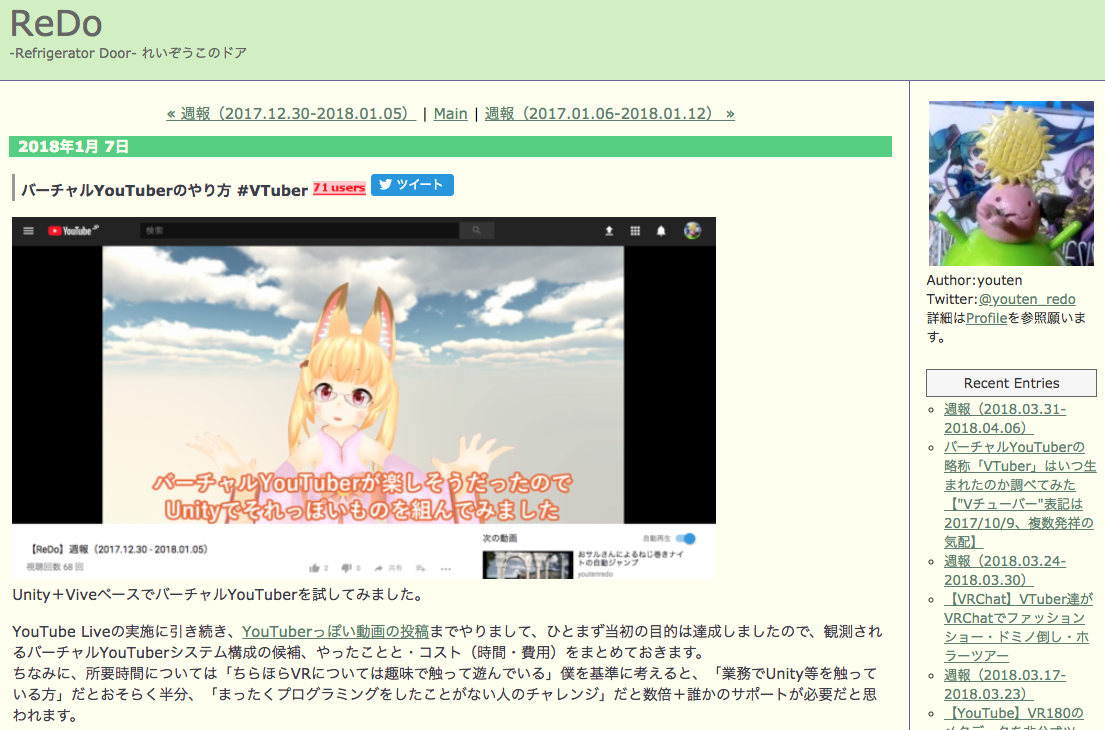 ReDo
-Refrigerator Door- れいぞうこのドア
« 週報（2017.12.30-2018.01.05） | Main | 週報（2017.01.06-2018.01.12） »
2018年1月 7日
バーチャルYouTuberのやり方 #VTuber 71 users ツイート
YouTube JP
検索
バーチャルYouTuberが楽しそうだったので
Unityでそれっぽいものを組んでみました
【ReDo】週報（2017.12.30 - 2018.01.05）
視聴回数 68 回
2 0 共有
次の動画
自動再生
おサルさんによるねじ巻きナイ
トの自動ジャンプ
youtenredo
Unity＋ViveベースでバーチャルYouTuberを試してみました。
YouTube Liveの実施に引き続き、YouTuberっぽい動画の投稿までやりまして、ひとまず当初の目的は達成しましたので、観測され
るバーチャルYouTuberシステム構成の候補、やったことと・コスト（時間・費用）をまとめておきます。
ちなみに、所要時間については「ちらほらVRについては趣味で触って遊んでいる」僕を基準に考えると、「業務でUnity等を触って
いる方」だとおそらく半分、「まったくプログラミングをしたことがない人のチャレンジ」だと数倍＋誰かのサポートが必要だと思
われます。
Author:youten
Twitter:@youten_redo
詳細はProfileを参照願いま
す。
Recent Entries
週報（2018.03.31-
2018.04.06）
バーチャルYouTuberの
略称「VTuber」はいつ生
まれたのか調べてみた
【"Vチューバー"表記は
2017/10/9、複数発祥の
気配】
週報（2018.03.24-
2018.03.30）
【VRChat】VTuber達が
VRChatでファッション
ショー・ドミノ倒し・ホ
ラーツアー
週報（2018.03.17-
2018.03.23）
【YouTube】VR180の